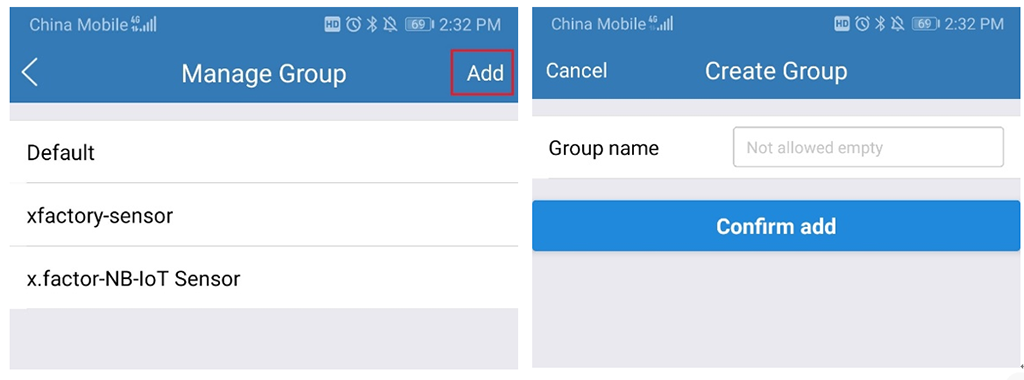 China Mobile 4G HD 69 2:32 PM
Manage Group Add
Default
xfactory-sensor
x.factor-NB-IoT Sensor
China Mobile 4G HD 69 2:32 PM
Cancel Create Group
Group name Not allowed empty
Confirm add